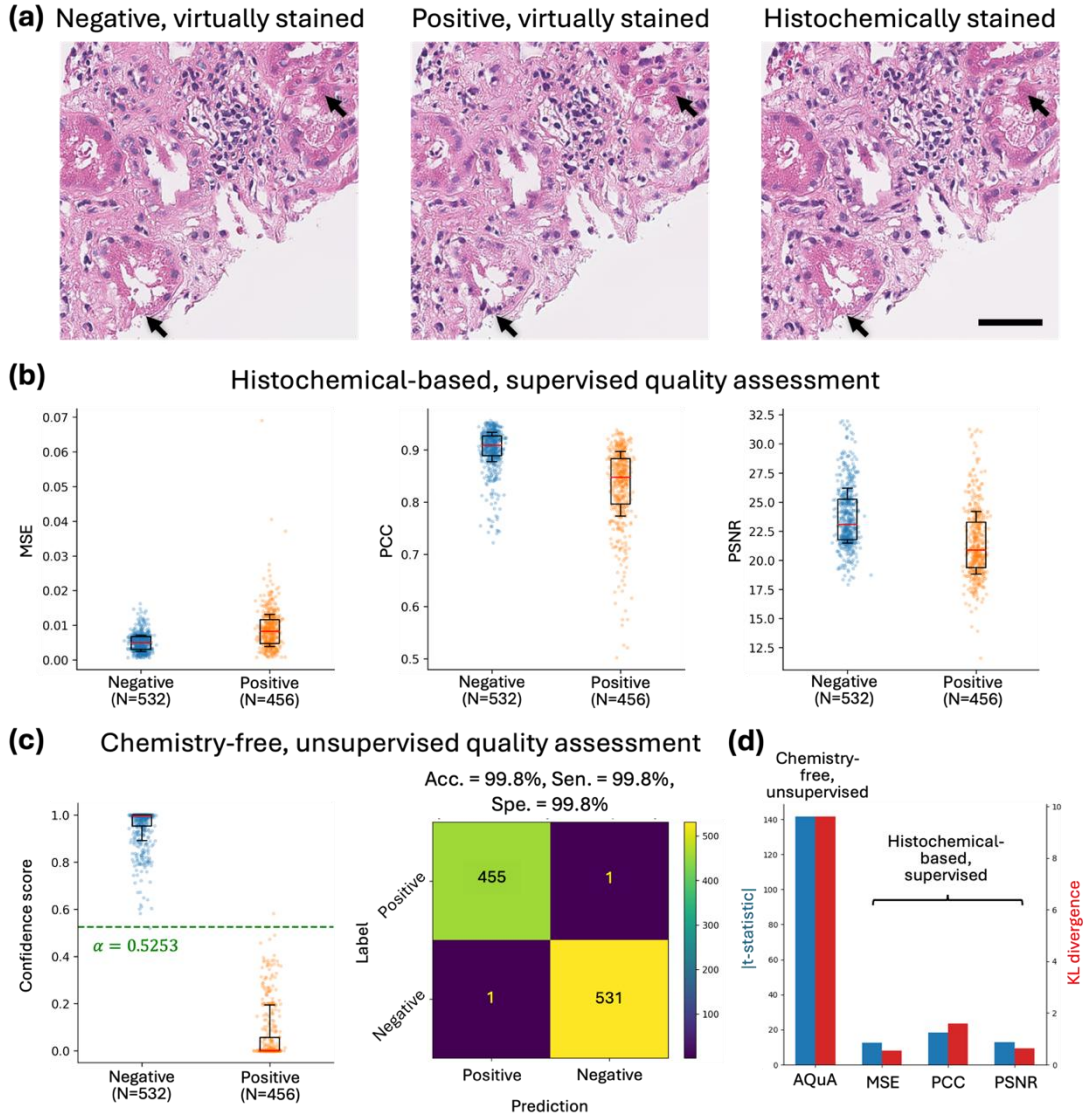 (a) Negative, virtually stained
Positive, virtually stained
Histochemically stained
(b) Histochemical-based, supervised quality assessment
MSE
0.07
0.06
0.05
0.04
0.03
0.02
0.01
0.00
Negative
(N=532)
Positive
(N=456)
PCC
0.9
0.8
0.7
0.6
0.5
Negative
(N=532)
Positive
(N=456)
PSNR
32.5
30.0
27.5
25.0
22.5
20.0
17.5
15.0
12.5
Negative
(N=532)
Positive
(N=456)
(c) Chemistry-free, unsupervised quality assessment
Confidence score
1.0
0.8
0.6
0.4
0.2
0.0
α = 0.5253
Negative
(N=532)
Positive
(N=456)
Acc. = 99.8%, Sen. = 99.8%,
Spe. = 99.8%
Label
Positive
Negative
455
1
1
531
Positive
Negative
Prediction
500
400
300
200
100
(d)
Chemistry-
free,
unsupervised
Histochemical-
based,
supervised
|t-statistic|
140
120
100
80
60
40
20
0
KL divergence
10
8
6
4
2
0
AQuA
MSE
PCC
PSNR